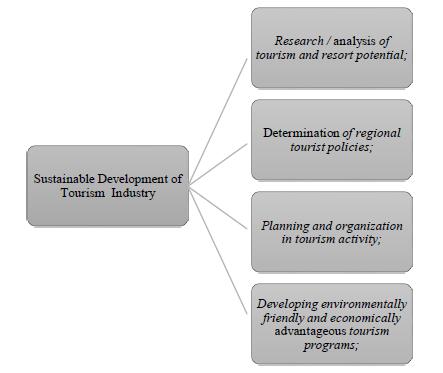 Research / analysis of
tourism and resort potential;
Determination of regional
tourist policies;
Sustainable Development of
Tourism Industry
Planning and organization
in tourism activity;
Developing environmentally
friendly and economically
advantageous tourism
programs;